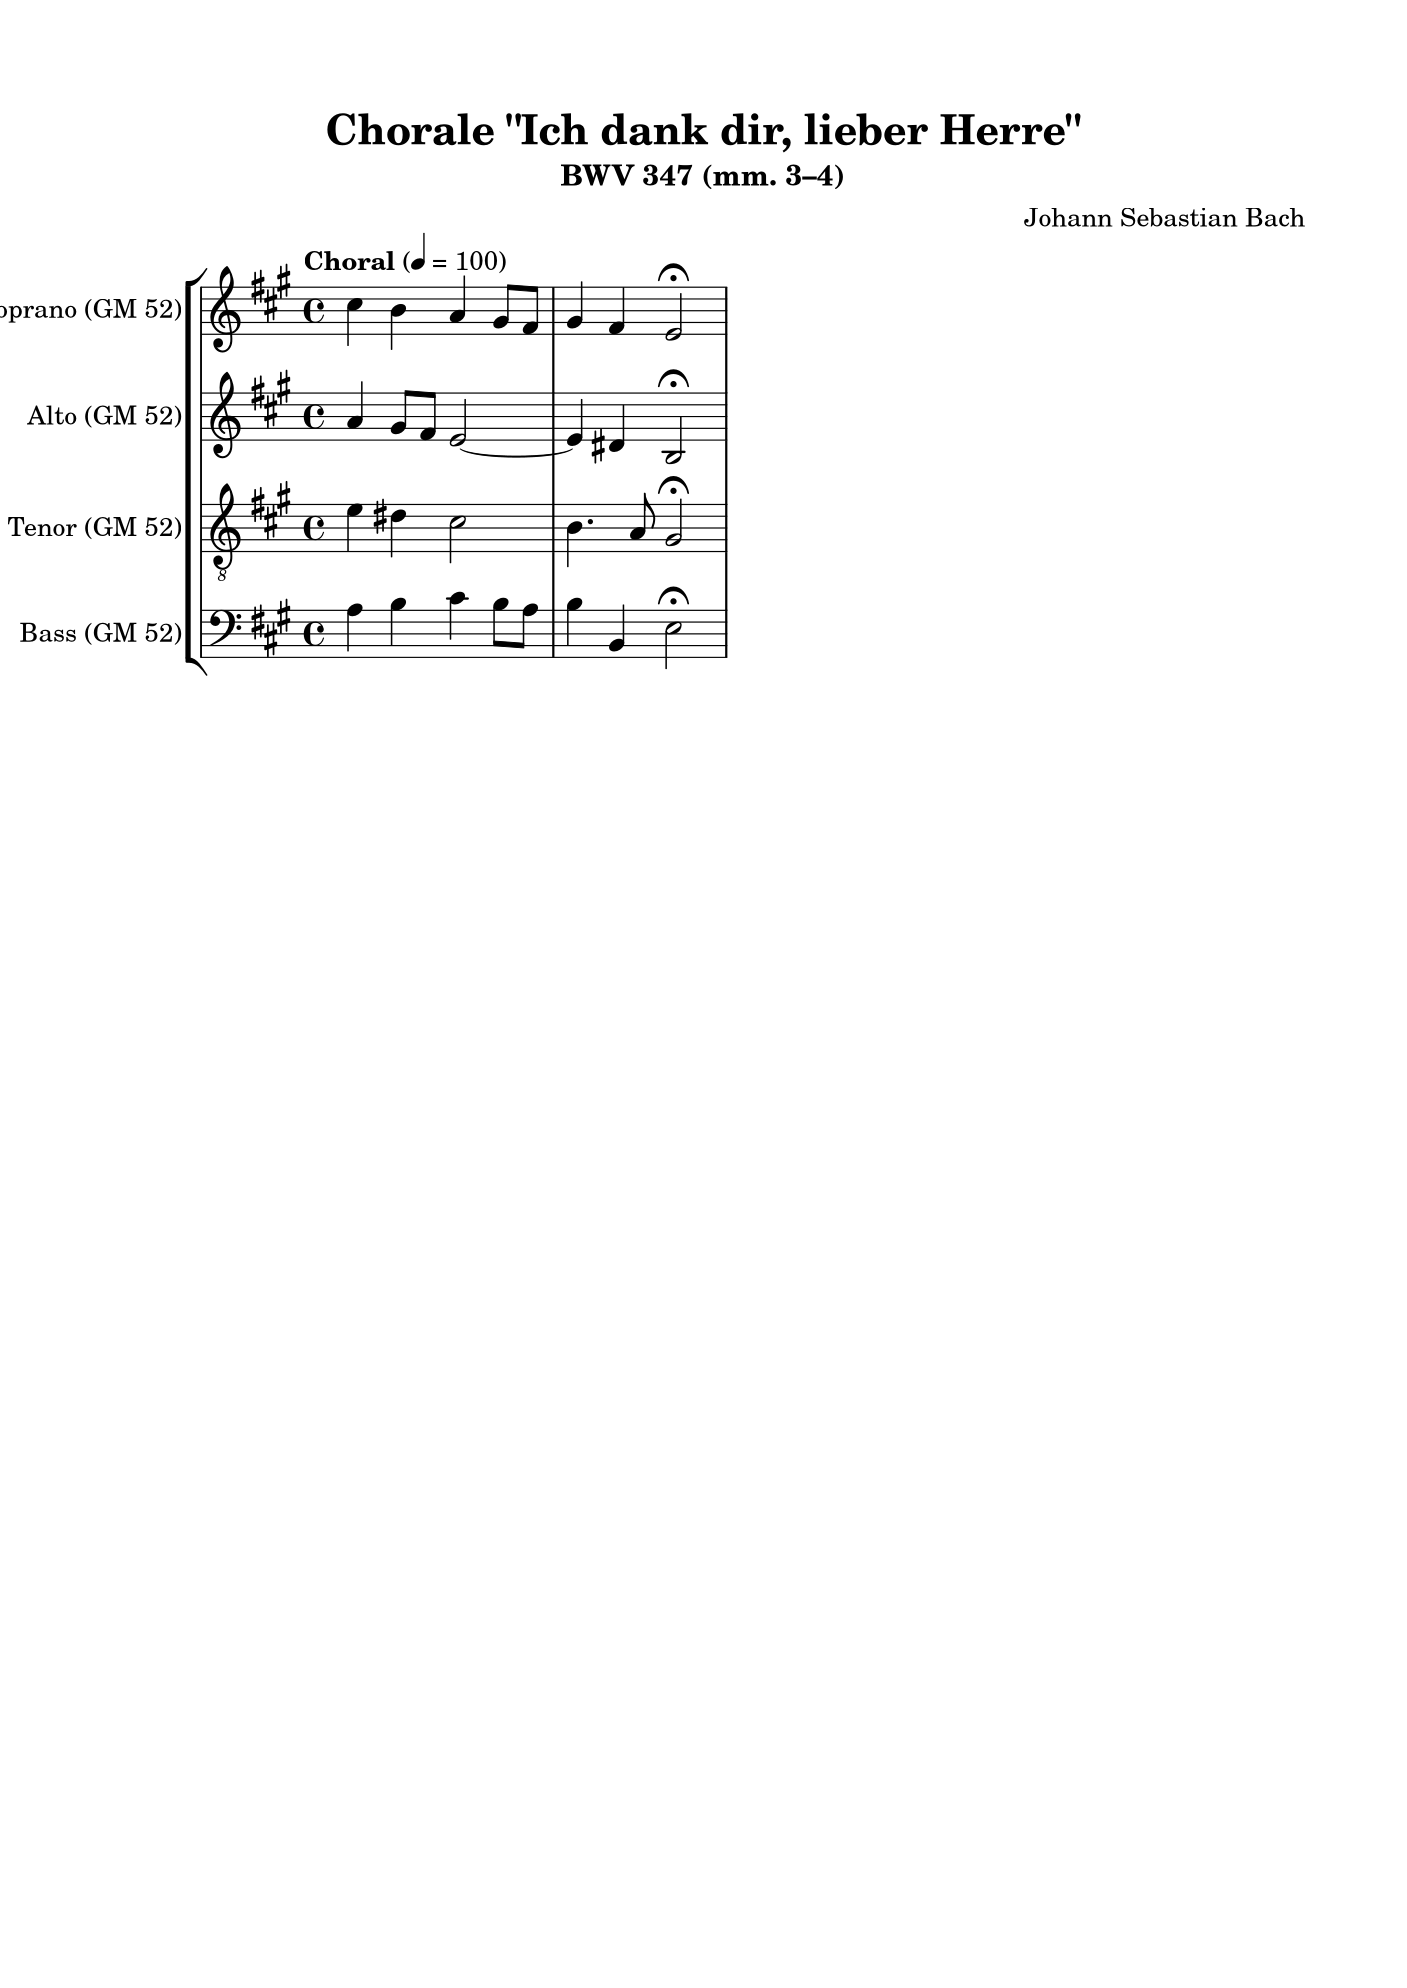 Chorale "Ich dank dir, lieber Herre"
BWV 347 (mm. 3–4)
Johann Sebastian Bach
Choral (♩ = 100)
oprano (GM 52)
Alto (GM 52)
Tenor (GM 52)
8
Bass (GM 52)